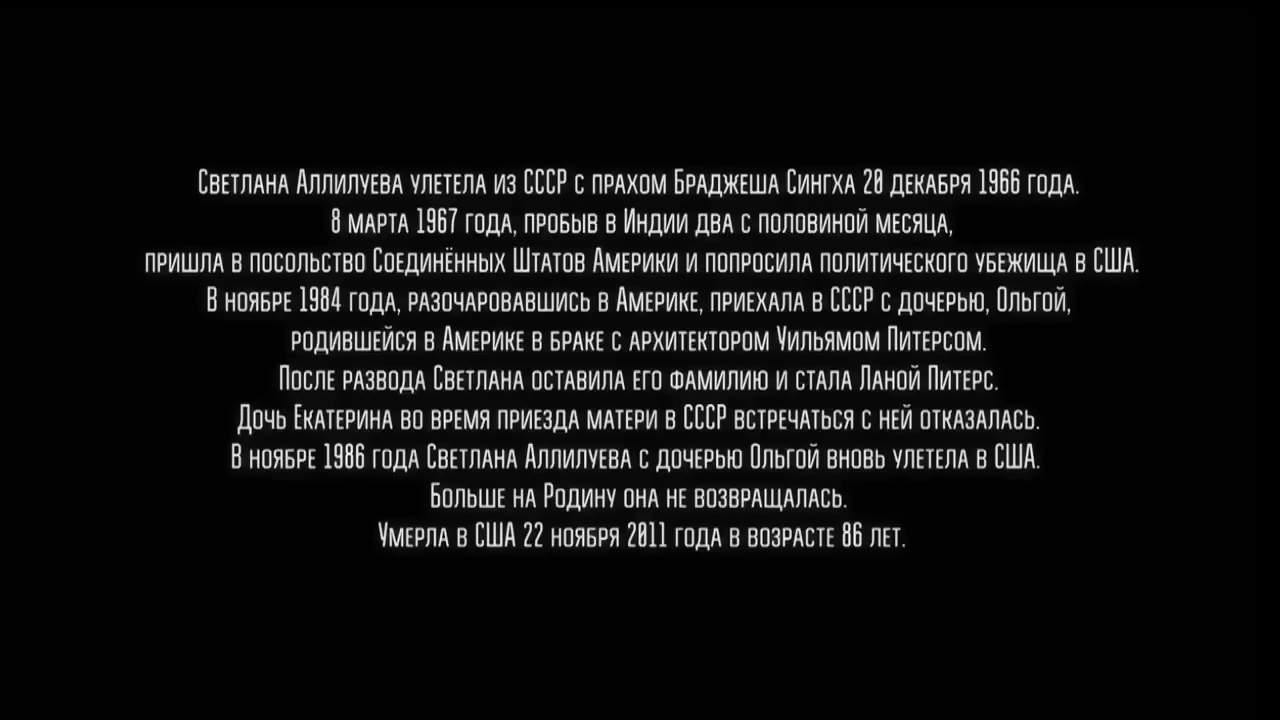 Светлана Аллилуева улетела из СССР с прахом Браджеша Сингха 20 декабря 1966 года.
8 марта 1967 года, пробыв в Индии два с половиной месяца,
пришла в посольство Соединённых Штатов Америки и попросила политического убежища в США.
В ноябре 1984 года, разочаровавшись в Америке, приехала в СССР с дочерью, Ольгой,
родившейся в Америке в браке с архитектором Уильямом Питерсом.
После развода Светлана оставила его фамилию и стала Ланой Питерс.
Дочь Екатерина во время приезда матери в СССР встречаться с ней отказалась.
В ноябре 1986 года Светлана Аллилуева с дочерью Ольгой вновь улетела в США.
Больше на Родину она не возвращалась.
Умерла в США 22 ноября 2011 года в возрасте 86 лет.